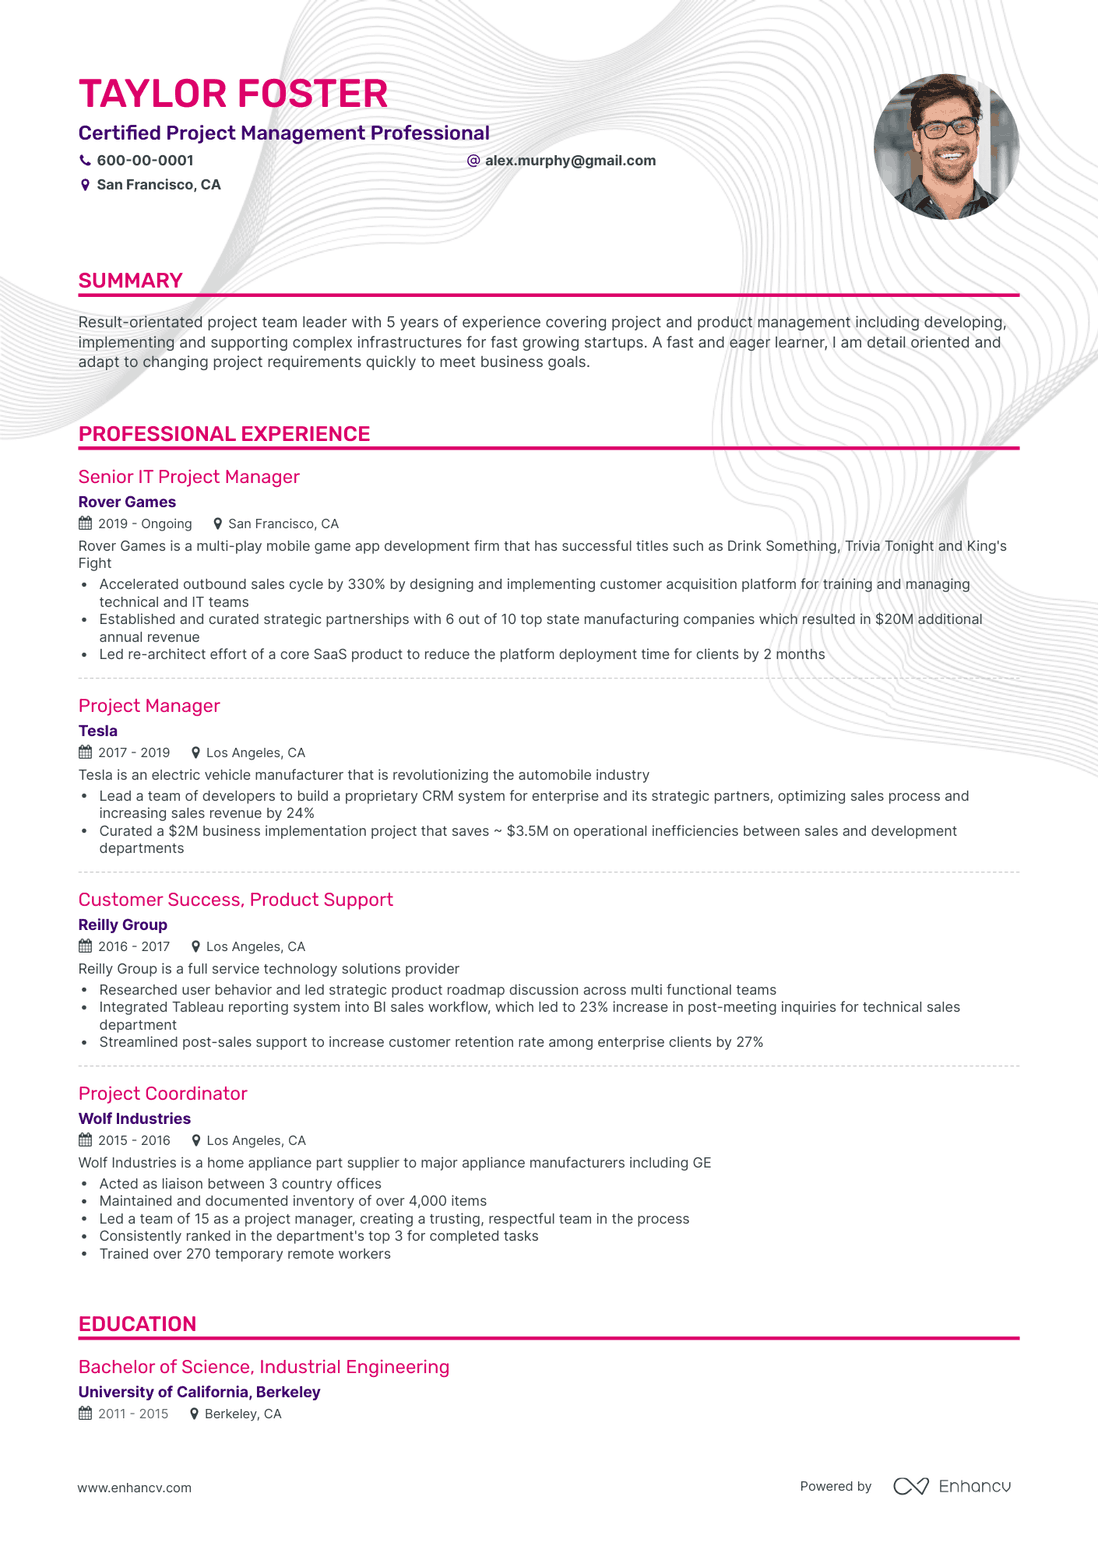 TAYLOR FOSTER
Certified Project Management Professional
600-00-0001
@ alex.murphy@gmail.com
San Francisco, CA
SUMMARY
Result-orientated project team leader with 5 years of experience covering project and product management including developing,
implementing and supporting complex infrastructures for fast growing startups. A fast and eager learner, I am detail oriented and
adapt to changing project requirements quickly to meet business goals.
PROFESSIONAL EXPERIENCE
Senior IT Project Manager
Rover Games
2019 - Ongoing San Francisco, CA
Rover Games is a multi-play mobile game app development firm that has successful titles such as Drink Something, Trivia Tonight and King's
Fight
• Accelerated outbound sales cycle by 330% by designing and implementing customer acquisition platform for training and managing
technical and IT teams
• Established and curated strategic partnerships with 6 out of 10 top state manufacturing companies which resulted in $20M additional
annual revenue
• Led re-architect effort of a core SaaS product to reduce the platform deployment time for clients by 2 months
Project Manager
Tesla
2017 - 2019 Los Angeles, CA
Tesla is an electric vehicle manufacturer that is revolutionizing the automobile industry
• Lead a team of developers to build a proprietary CRM system for enterprise and its strategic partners, optimizing sales process and
increasing sales revenue by 24%
• Curated a $2M business implementation project that saves ~ $3.5M on operational inefficiencies between sales and development
departments
Customer Success, Product Support
Reilly Group
2016 - 2017 Los Angeles, CA
Reilly Group is a full service technology solutions provider
• Researched user behavior and led strategic product roadmap discussion across multi functional teams
• Integrated Tableau reporting system into BI sales workflow, which led to 23% increase in post-meeting inquiries for technical sales
department
• Streamlined post-sales support to increase customer retention rate among enterprise clients by 27%
Project Coordinator
Wolf Industries
2015 - 2016 Los Angeles, CA
Wolf Industries is a home appliance part supplier to major appliance manufacturers including GE
• Acted as liaison between 3 country offices
• Maintained and documented inventory of over 4,000 items
• Led a team of 15 as a project manager, creating a trusting, respectful team in the process
• Consistently ranked in the department's top 3 for completed tasks
• Trained over 270 temporary remote workers
EDUCATION
Bachelor of Science, Industrial Engineering
University of California, Berkeley
2011 - 2015 Berkeley, CA
www.enhancv.com
Powered by Enhancv